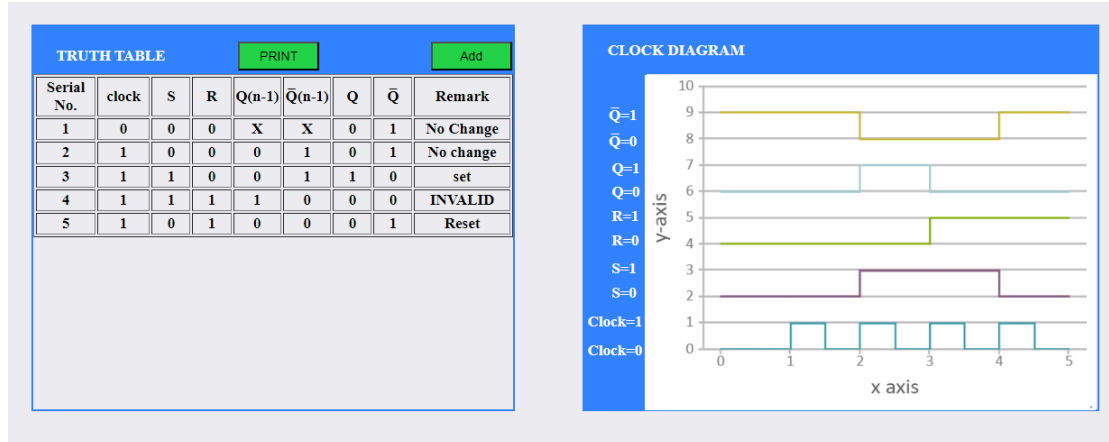 TRUTH TABLE PRINT Add
Serial No. clock S R Q(n-1) Q̅(n-1) Q Q̅ Remark
1 0 0 0 X X 0 1 No Change
2 1 0 0 0 1 0 1 No change
3 1 1 0 0 1 1 0 set
4 1 1 1 1 0 0 0 INVALID
5 1 0 1 0 0 0 1 Reset
CLOCK DIAGRAM
Q̅=1
Q̅=0
Q=1
Q=0
R=1
R=0
S=1
S=0
Clock=1
Clock=0
y-axis
10
9
8
7
6
5
4
3
2
1
0
0 1 2 3 4 5
x axis